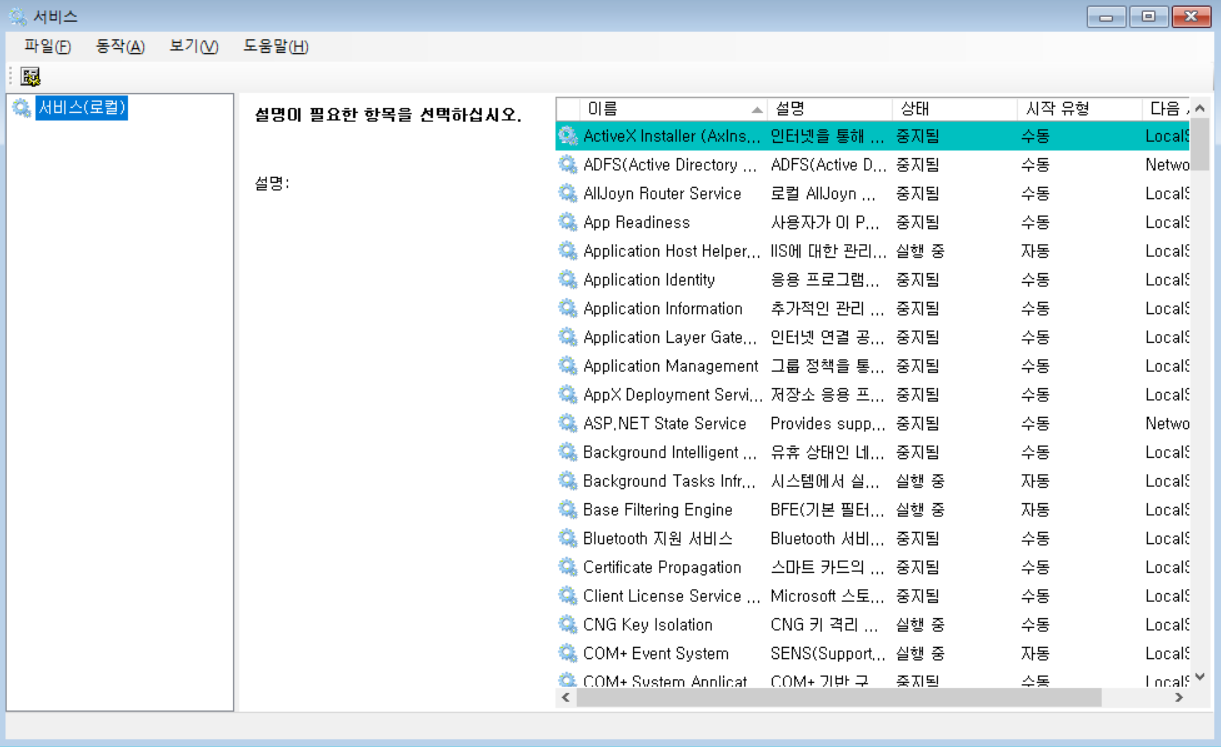 서비스
파일(F) 동작(A) 보기(V) 도움말(H)
서비스(로컬)
설명이 필요한 항목을 선택하십시오.
설명:
이름 설명 상태 시작 유형 다음
ActiveX Installer (AxIns... 인터넷을 통해 ... 중지됨 수동 LocalS
ADFS(Active Directory ... ADFS(Active D... 중지됨 수동 Netwo
AllJoyn Router Service 로컬 AllJoyn ... 중지됨 수동 LocalS
App Readiness 사용자가 이 P... 중지됨 수동 LocalS
Application Host Helper... IIS에 대한 관리... 실행 중 자동 LocalS
Application Identity 응용 프로그램... 중지됨 수동 LocalS
Application Information 추가적인 관리 ... 중지됨 수동 LocalS
Application Layer Gate... 인터넷 연결 공... 중지됨 수동 LocalS
Application Management 그룹 정책을 통... 중지됨 수동 LocalS
AppX Deployment Servi... 저장소 응용 프... 중지됨 수동 LocalS
ASP.NET State Service Provides supp... 중지됨 수동 Netwo
Background Intelligent ... 유휴 상태인 네... 중지됨 수동 LocalS
Background Tasks Infr... 시스템에서 실... 실행 중 자동 LocalS
Base Filtering Engine BFE(기본 필터... 실행 중 자동 LocalS
Bluetooth 지원 서비스 Bluetooth 서비... 중지됨 수동 LocalS
Certificate Propagation 스마트 카드의 ... 중지됨 수동 LocalS
Client License Service ... Microsoft 스토... 중지됨 수동 LocalS
CNG Key Isolation CNG 키 격리 ... 실행 중 수동 LocalS
COM+ Event System SENS(Support... 실행 중 자동 LocalS
COM+ System Applicat COM+ 기반 구 중지됨 수동 LocalS